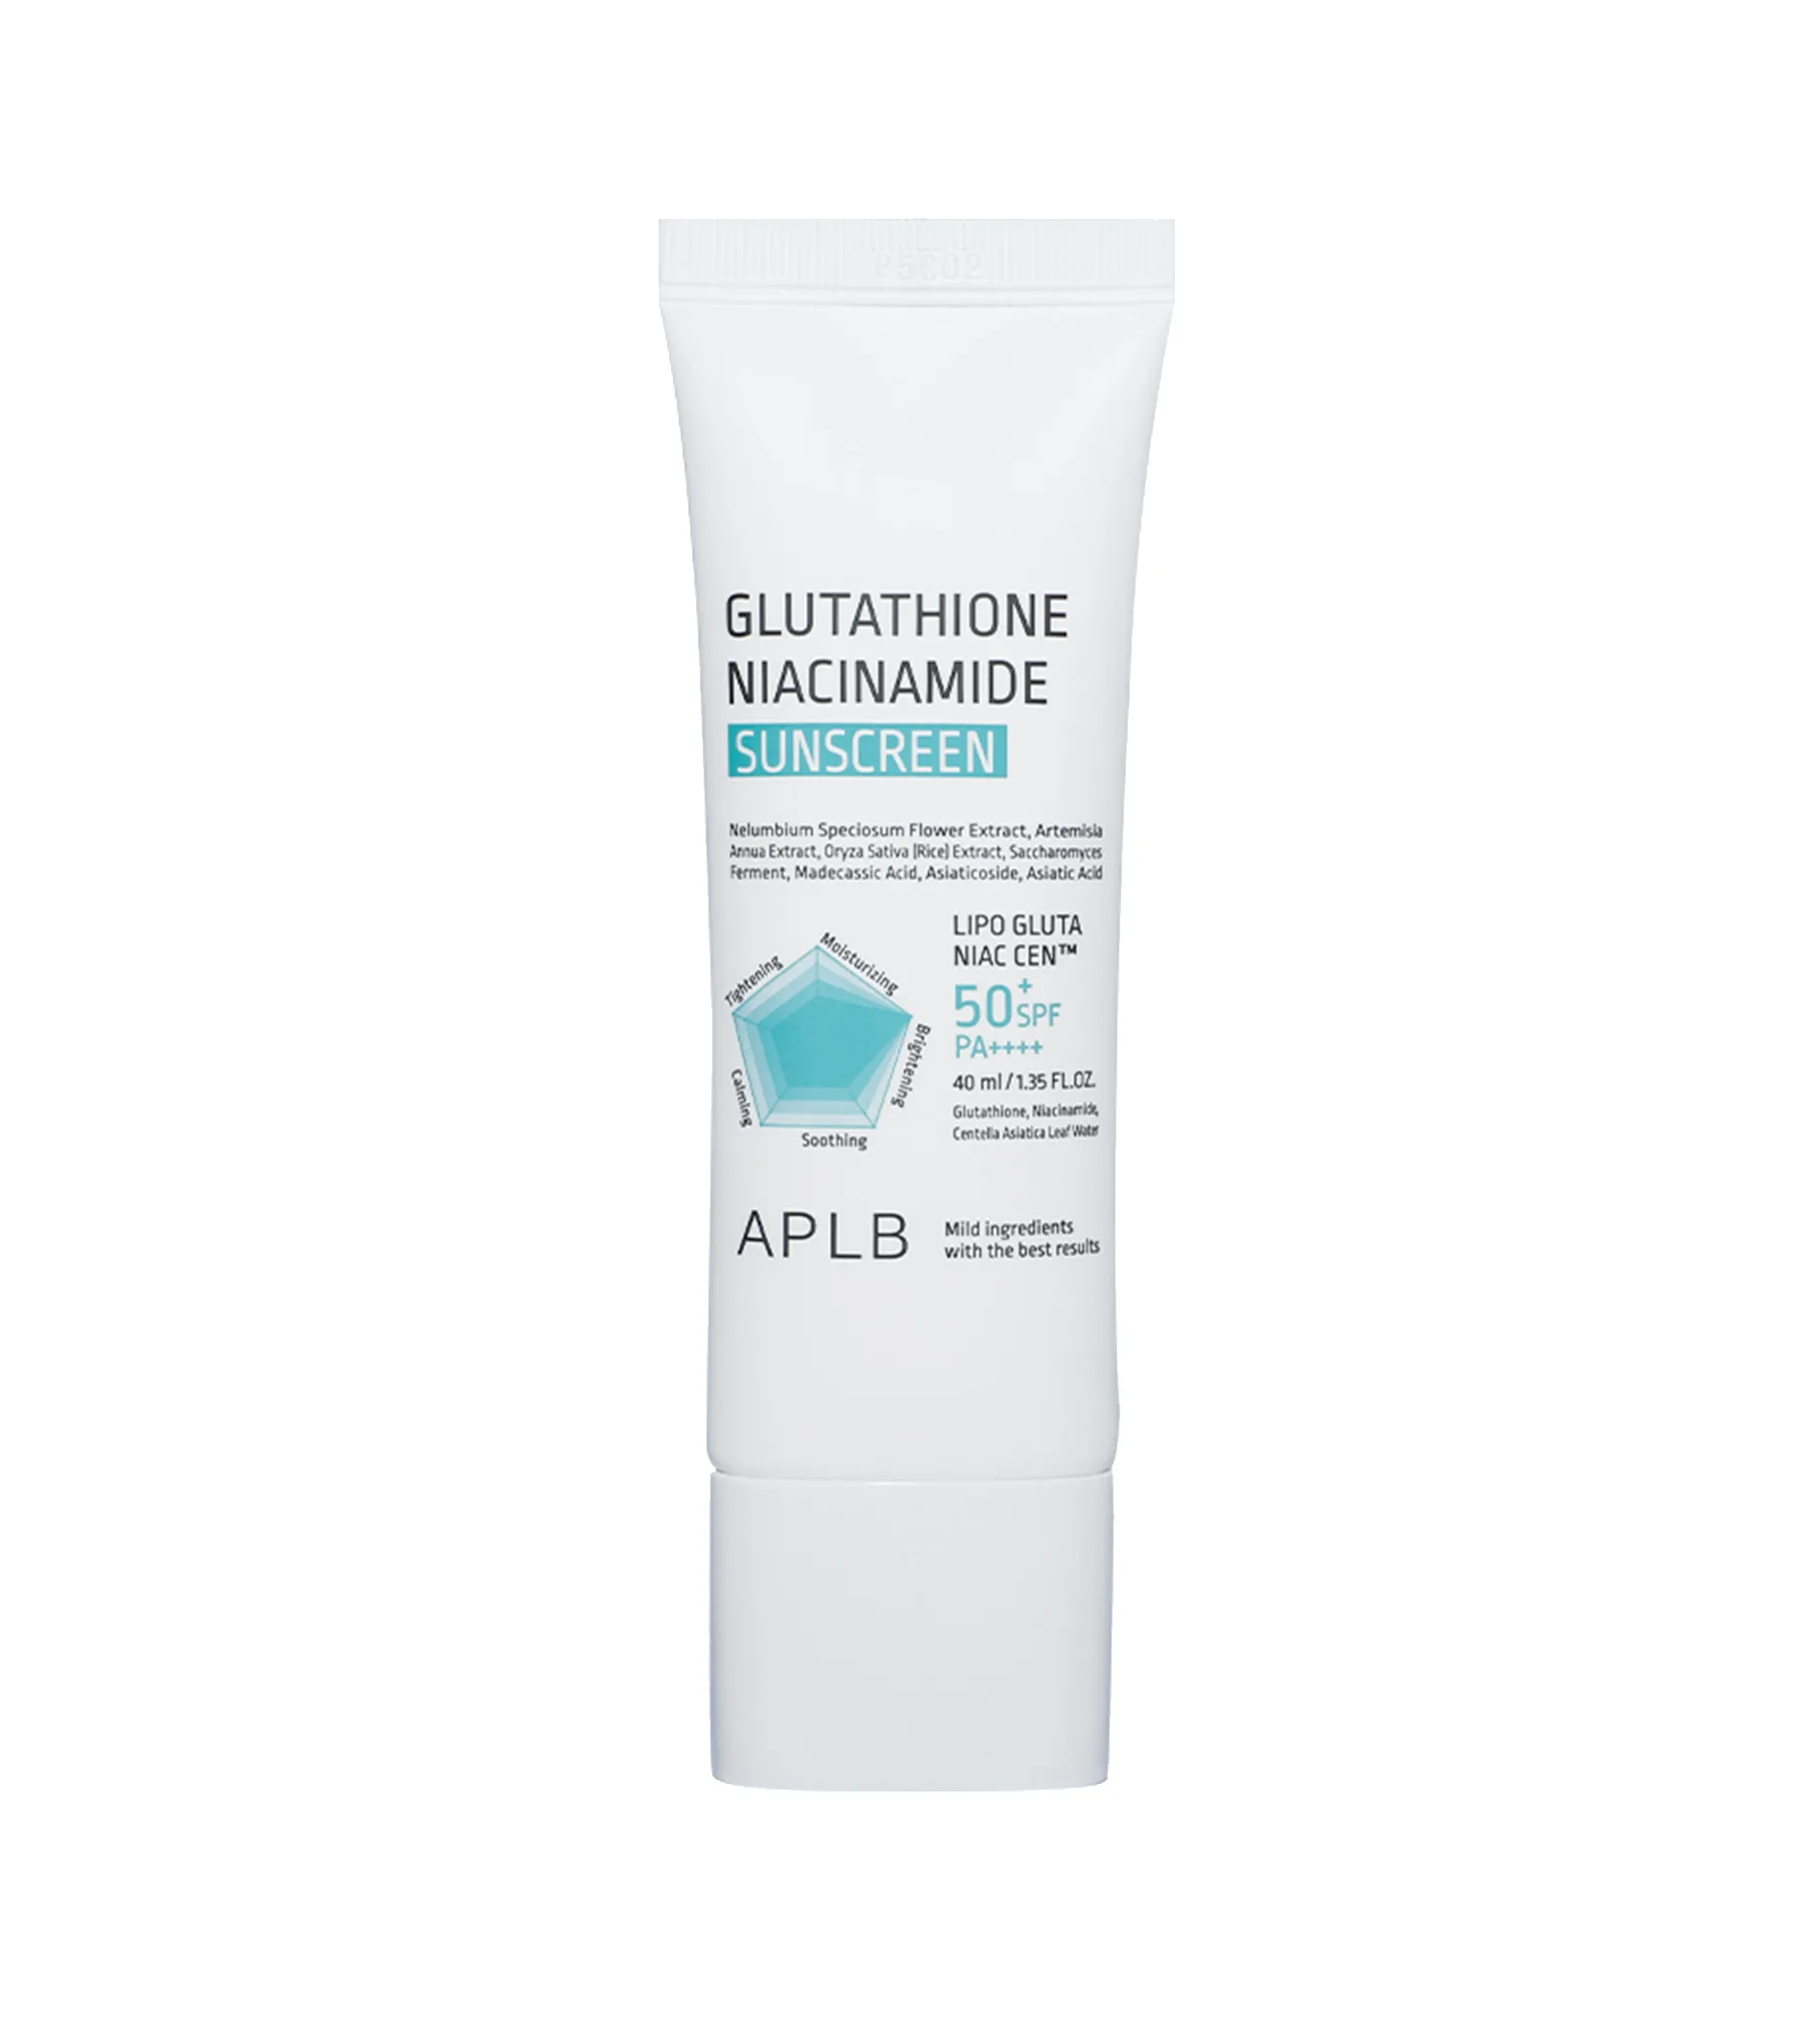 P5C02
GLUTATHIONE
NIACINAMIDE
SUNSCREEN
Nelumbium Speciosum Flower Extract, Artemisia
Annua Extract, Oryza Sativa (Rice) Extract, Saccharomyces
Ferment, Madecassic Acid, Asiaticoside, Asiatic Acid
LIPO GLUTA
NIAC CEN™
50+ SPF
PA++++
40 ml / 1.35 FL.OZ.
Glutathione, Niacinamide,
Centella Asiatica Leaf Water
Moisturizing
Brightening
Soothing
Calming
Tightening
APLB
Mild ingredients
with the best results